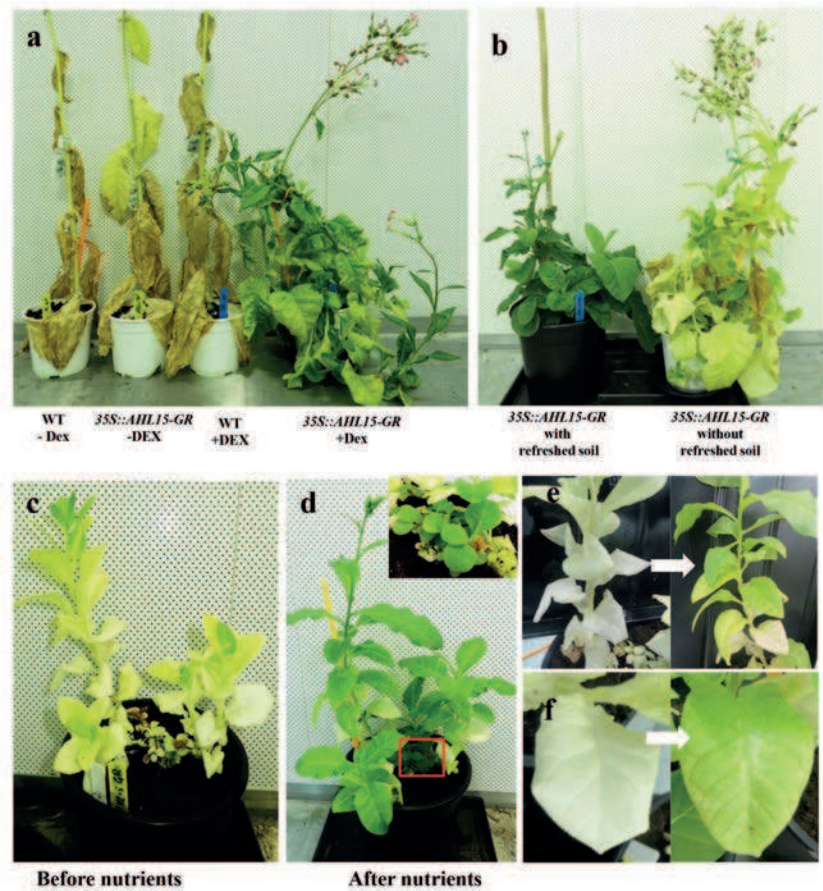 a
b
WT
- Dex
35S::AHL15-GR
-DEX
WT
+DEX
35S::AHL15-GR
+Dex
35S::AHL15-GR
with
refreshed soil
35S::AHL15-GR
without
refreshed soil
c
d
e
f
Before nutrients
After nutrients